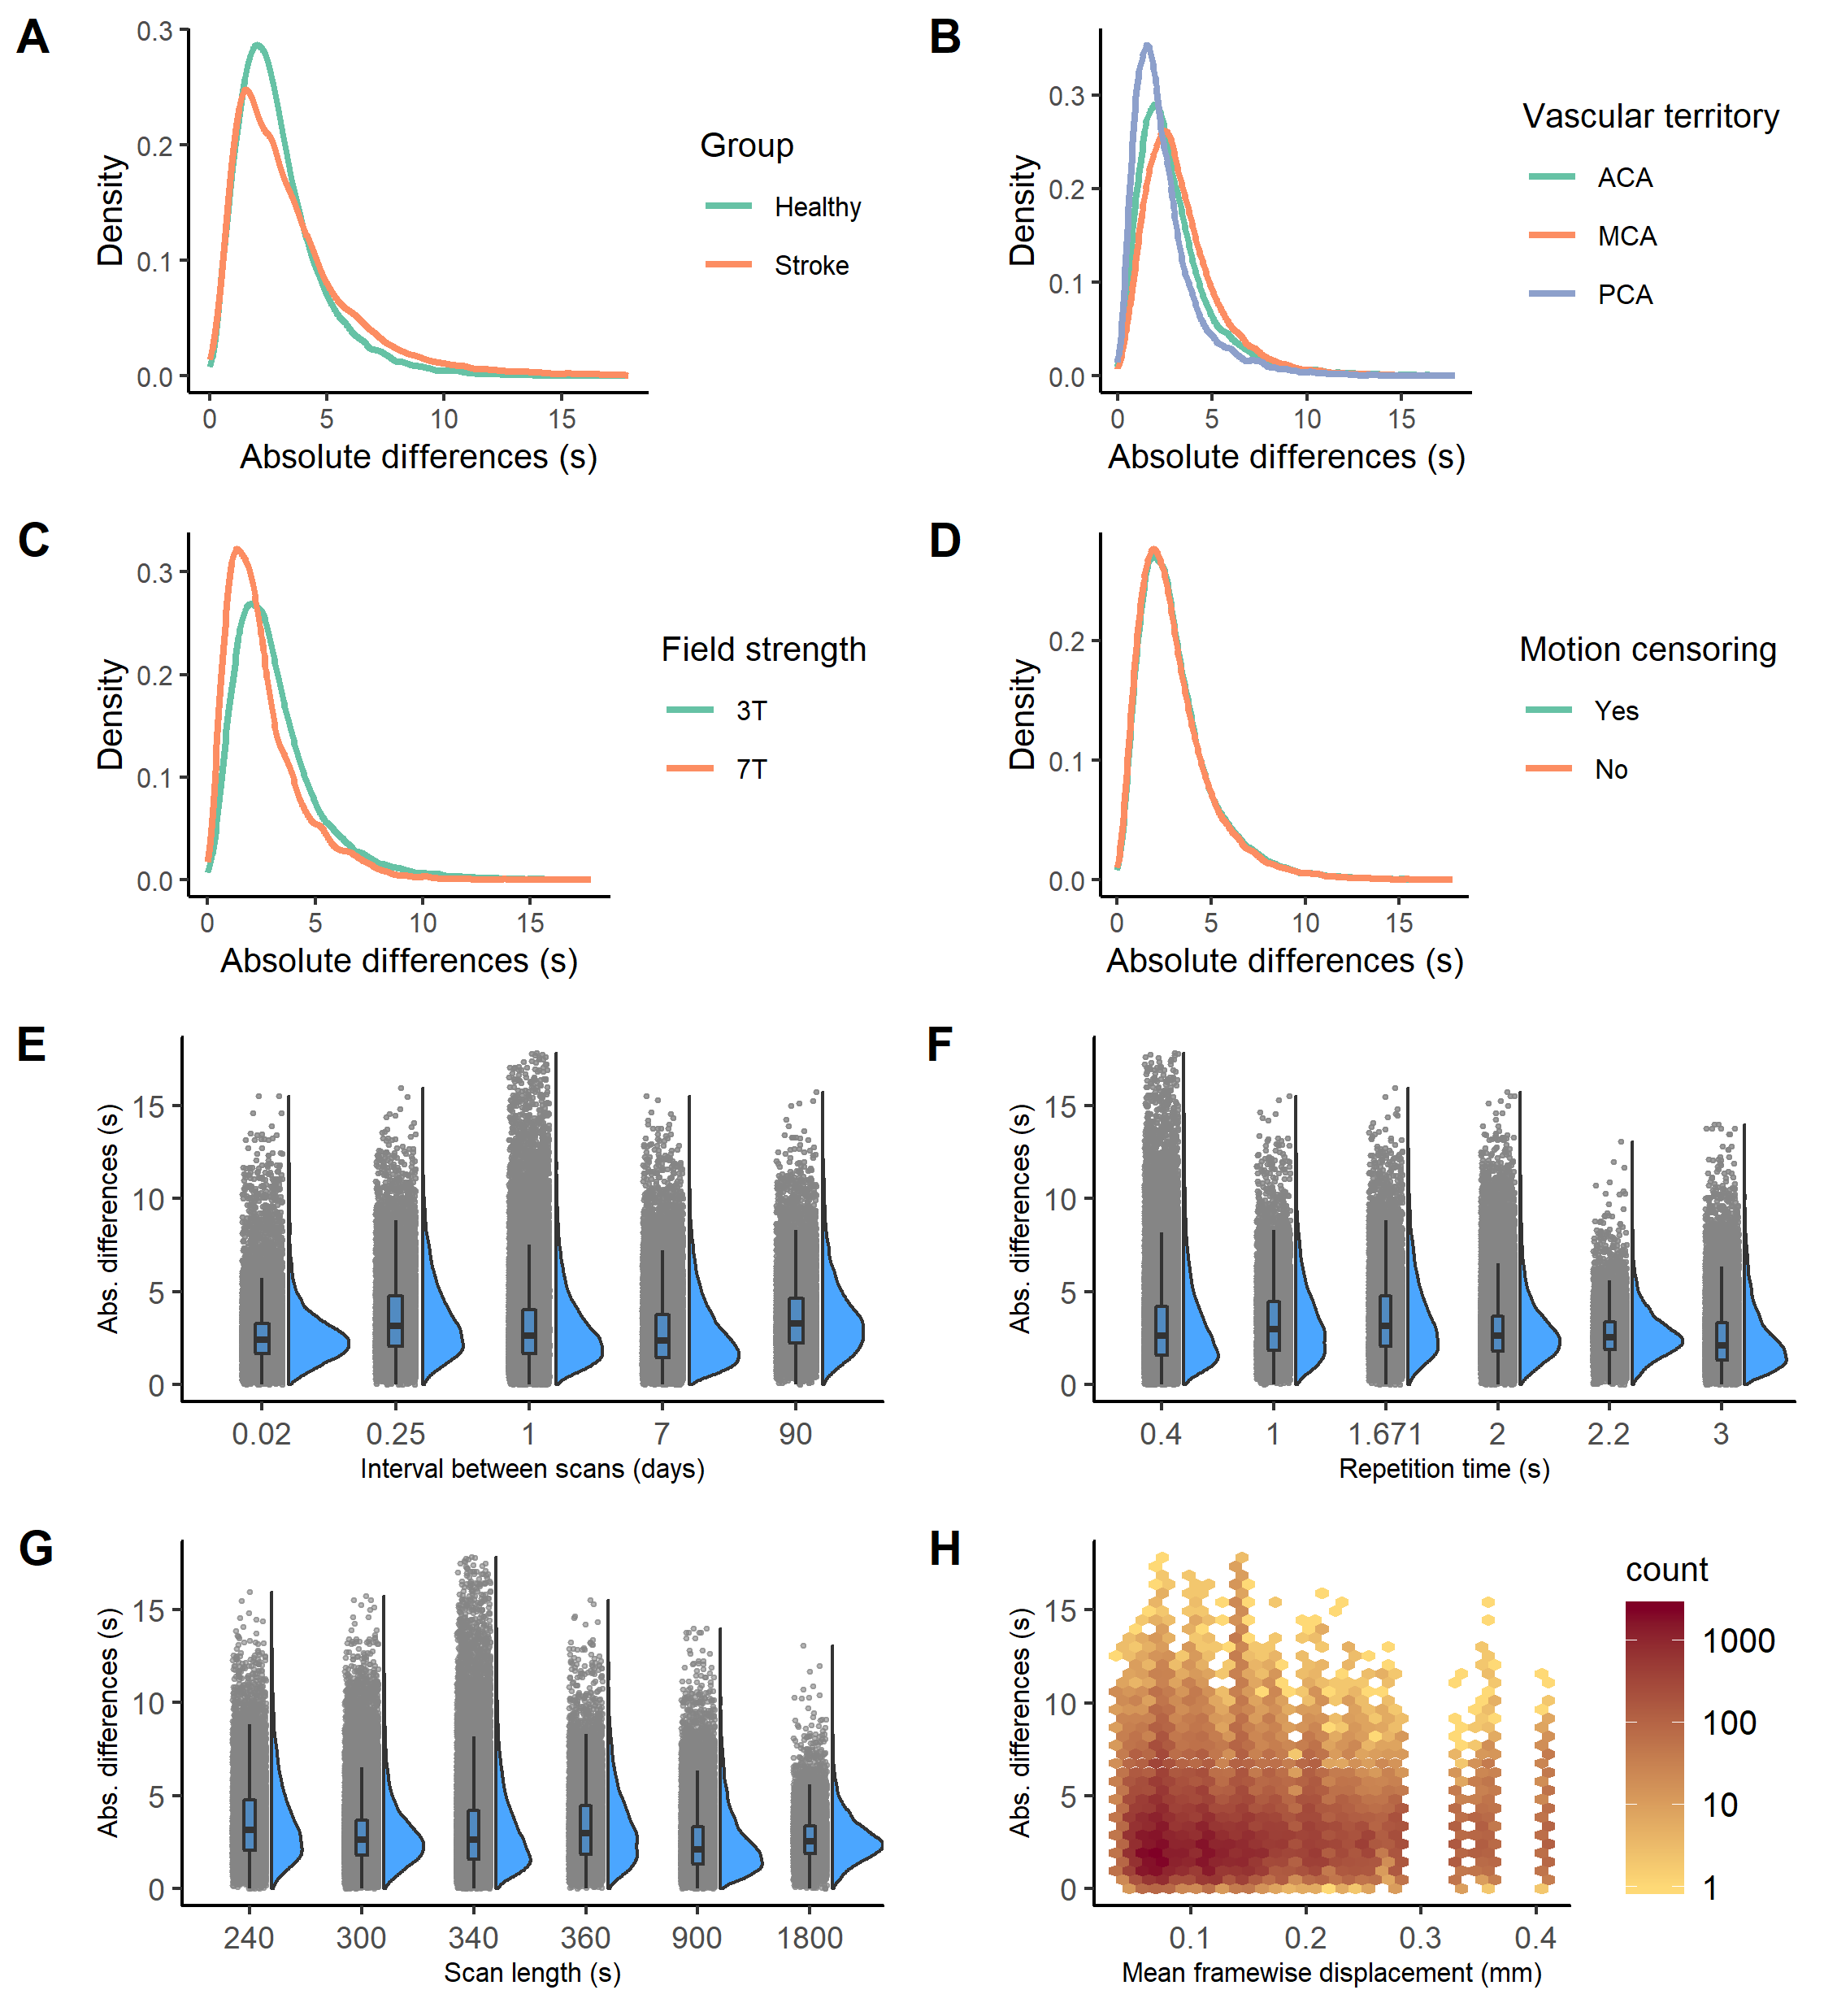 A
0.3
0.2
0.1
0.0
Density
0
5
10
15
Absolute differences (s)
Group
Healthy
Stroke
B
0.3
0.2
0.1
0.0
Density
0
5
10
15
Absolute differences (s)
Vascular territory
ACA
MCA
PCA
C
0.3
0.2
0.1
0.0
Density
0
5
10
15
Absolute differences (s)
Field strength
3T
7T
D
0.2
0.1
0.0
Density
0
5
10
15
Absolute differences (s)
Motion censoring
Yes
No
E
15
10
5
0
Abs. differences (s)
0.02
0.25
1
7
90
Interval between scans (days)
F
15
10
5
0
Abs. differences (s)
0.4
1
1.671
2
2.2
3
Repetition time (s)
G
15
10
5
0
Abs. differences (s)
240
300
340
360
900
1800
Scan length (s)
H
15
10
5
0
Abs. differences (s)
0.1
0.2
0.3
0.4
Mean framewise displacement (mm)
count
1000
100
10
1